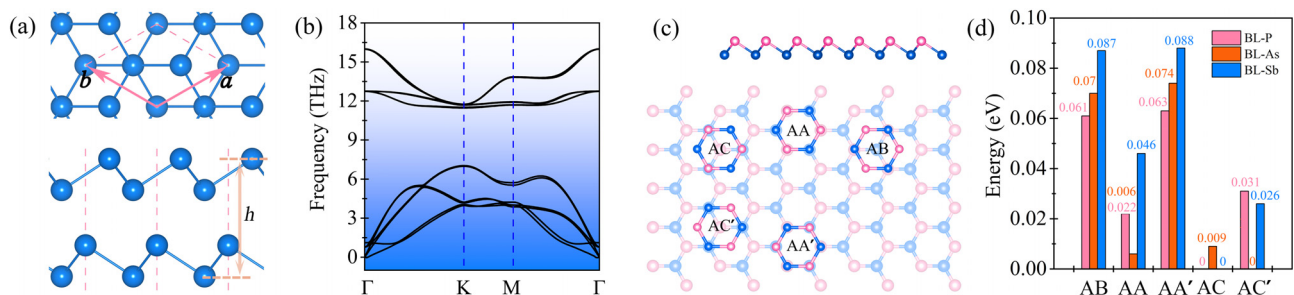 (a)
b
a
h
(b)
Frequency (THz)
18
15
12
9
6
3
0
Γ
K
M
Γ
(c)
AC
AA
AB
AC′
AA′
(d)
Energy (eV)
0.10
0.08
0.06
0.04
0.02
0.00
BL-P
BL-As
BL-Sb
0.061
0.07
0.087
0.022
0.006
0.046
0.063
0.074
0.088
0
0.009
0
0.031
0
0.026
AB
AA
AA′
AC
AC′